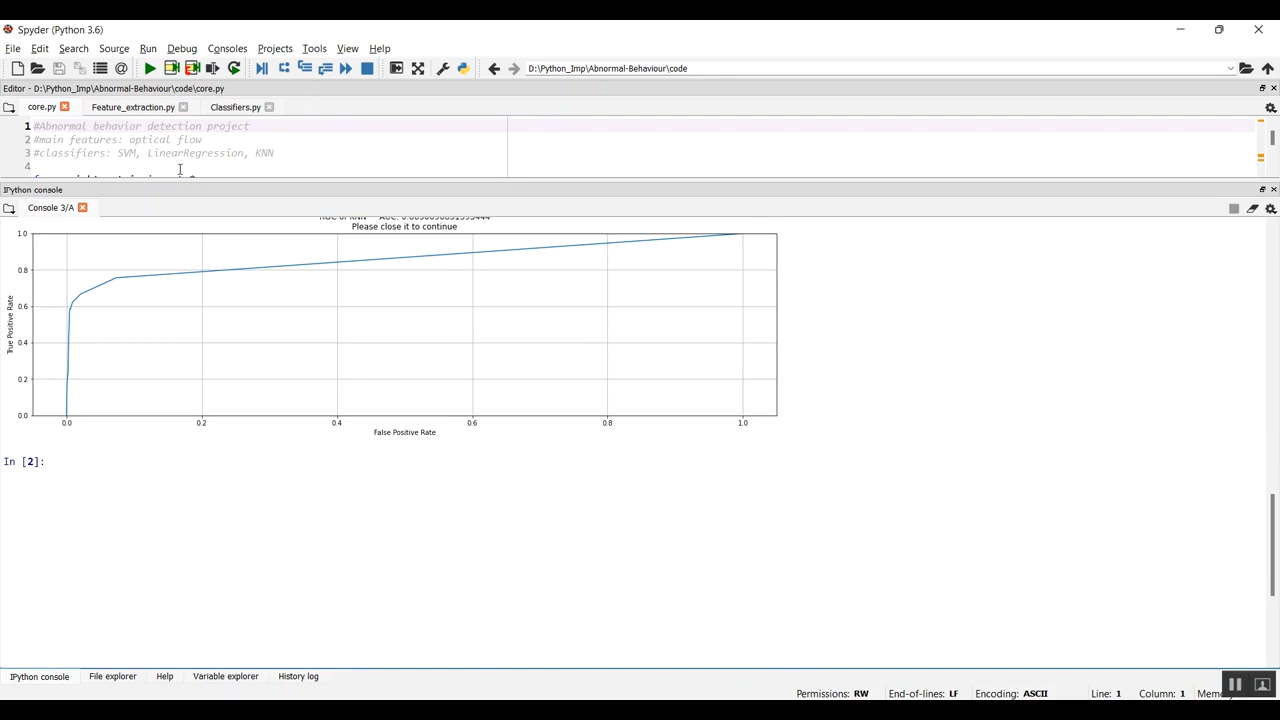 Spyder (Python 3.6)
File Edit Search Source Run Debug Consoles Projects Tools View Help
D:\Python_Imp\Abnormal-Behaviour\code
Editor - D:\Python_Imp\Abnormal-Behaviour\code\core.py
core.py Feature_extraction.py Classifiers.py
1 #Abnormal behavior detection project
2 #main features: optical flow
3 #classifiers: SVM, LinearRegression, KNN
4
IPython console
Console 3/A
ROC of KNN AUC:
Please close it to continue
1.0
0.8
0.6
0.4
0.2
0.0
True Positive Rate
0.0 0.2 0.4 0.6 0.8 1.0
False Positive Rate
In [2]:
IPython console File explorer Help Variable explorer History log
Permissions: RW End-of-lines: LF Encoding: ASCII Line: 1 Column: 1